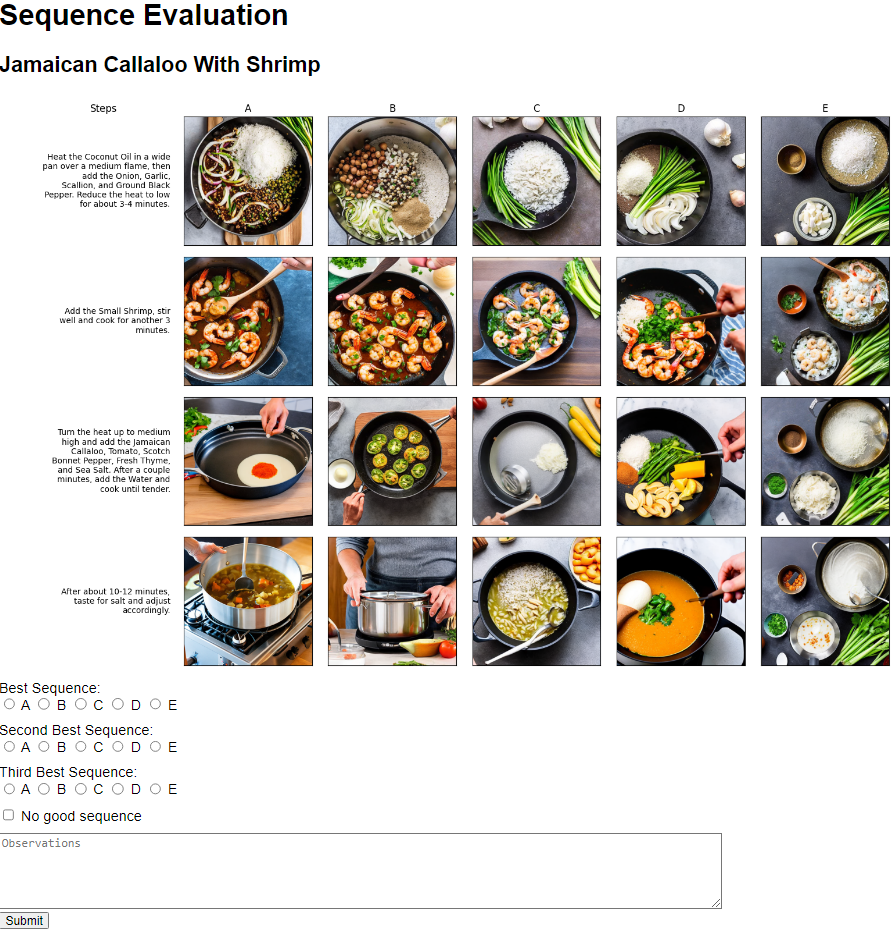 Sequence Evaluation
Jamaican Callaloo With Shrimp
Steps
A
B
C
D
E
Heat the Coconut Oil in a wide
pan over a medium flame, then
add the Onion, Garlic,
Scallion, and Ground Black
Pepper. Reduce the heat to low
for about 3-4 minutes.
Add the Small Shrimp, stir
well and cook for another 3
minutes.
Turn the heat up to medium
high and add the Jamaican
Callaloo, Tomato, Scotch
Bonnet Pepper, Fresh Thyme,
and Sea Salt. After a couple
minutes, add the Water and
cook until tender.
After about 10-12 minutes,
taste for salt and adjust
accordingly.
Best Sequence:
A B C D E
Second Best Sequence:
A B C D E
Third Best Sequence:
A B C D E
No good sequence
Observations
Submit